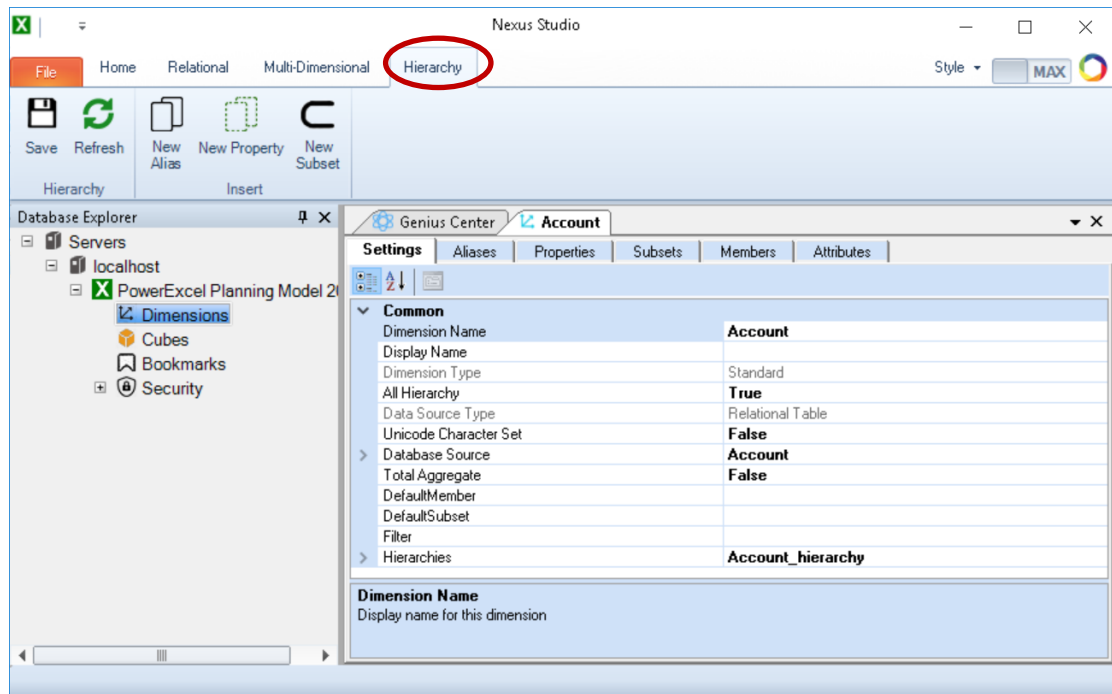 Nexus Studio
File Home Relational Multi-Dimensional Hierarchy Style MAX
Save Refresh New Alias New Property New Subset
Hierarchy Insert
Database Explorer
Servers
localhost
PowerExcel Planning Model 2
Dimensions
Cubes
Bookmarks
Security
Genius Center Account
Settings Aliases Properties Subsets Members Attributes
Common
Dimension Name Account
Display Name
Dimension Type Standard
All Hierarchy True
Data Source Type Relational Table
Unicode Character Set False
Database Source Account
Total Aggregate False
DefaultMember
DefaultSubset
Filter
Hierarchies Account_hierarchy
Dimension Name
Display name for this dimension